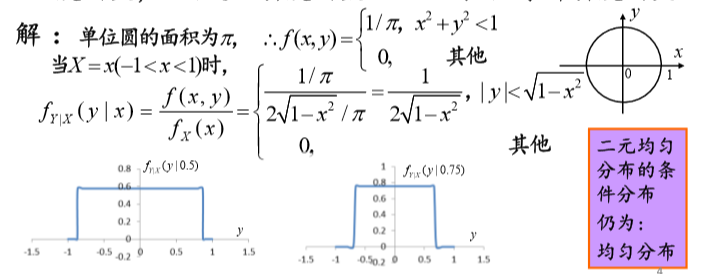 解：单位圆的面积为π, ∴f(x,y)={1/π, x²+y²<1
0, 其他
当X=x(-1<x<1)时，
f_{Y|X}(y|x)=f(x,y)/f_X(x)={(1/π)/(2√(1-x²)/π)=1/(2√(1-x²)), |y|<√(1-x²)
0, 其他
y
x
0 1
二元均匀
分布的条
件分布
仍为：
均匀分布
f_{Y|X}(y|0.5)
0.8
0.6
0.4
0.2
0
-0.2
-1.5 -1 -0.5 0 0.5 1 1.5
y
f_{Y|X}(y|0.75)
1
0.8
0.6
0.4
0.2
0
-0.2
-1.5 -1 -0.5 0 0.5 1 1.5
y